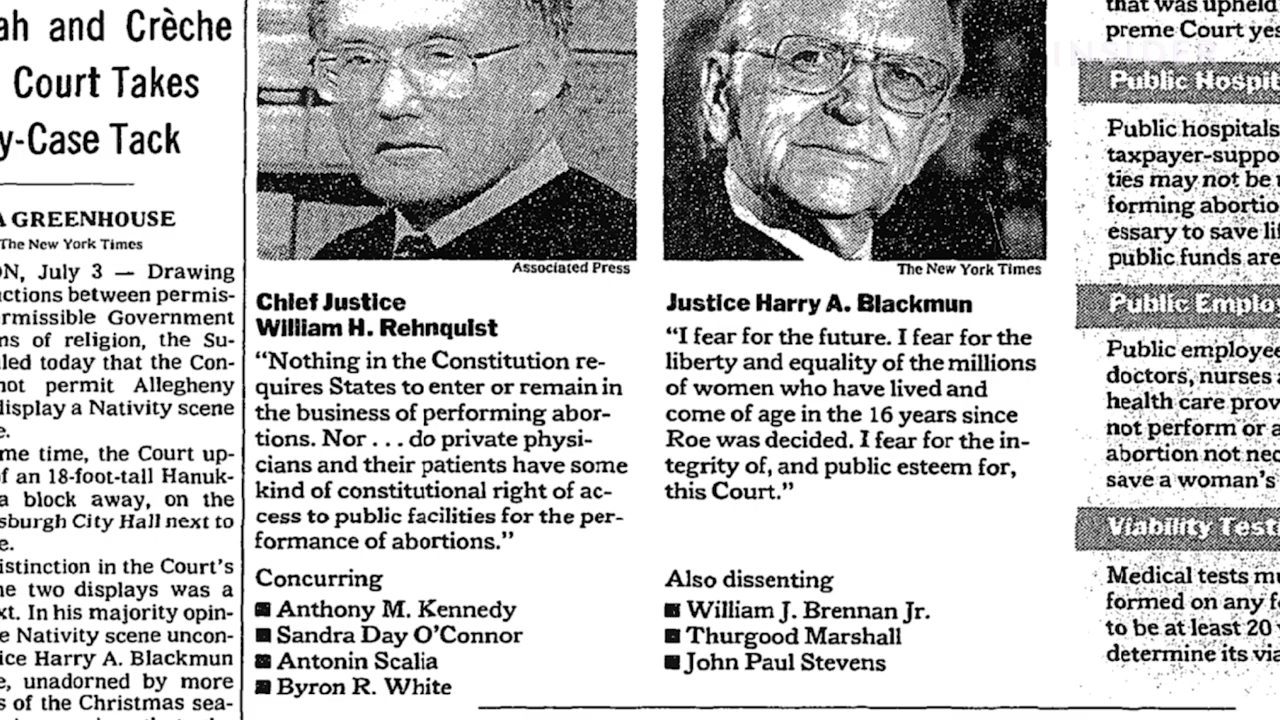 ah and Crèche
Court Takes
y-Case Tack
A GREENHOUSE
The New York Times
ON, July 3 — Drawing
ctions between permis-
rmissible Government
ns of religion, the Su-
led today that the Con-
not permit Allegheny
display a Nativity scene
e.
me time, the Court up-
f an 18-foot-tall Hanuk-
a block away, on the
sburgh City Hall next to
e.
istinction in the Court's
he two displays was a
xt. In his majority opin-
e Nativity scene uncon-
ice Harry A. Blackmun
e, unadorned by more
s of the Christmas sea-
Associated Press
Chief Justice
William H. Rehnquist
“Nothing in the Constitution re-
quires States to enter or remain in
the business of performing abor-
tions. Nor . . . do private physi-
cians and their patients have some
kind of constitutional right of ac-
cess to public facilities for the per-
formance of abortions.”
Concurring
■ Anthony M. Kennedy
■ Sandra Day O'Connor
■ Antonin Scalia
■ Byron R. White
The New York Times
Justice Harry A. Blackmun
“I fear for the future. I fear for the
liberty and equality of the millions
of women who have lived and
come of age in the 16 years since
Roe was decided. I fear for the in-
tegrity of, and public esteem for,
this Court.”
Also dissenting
■ William J. Brennan Jr.
■ Thurgood Marshall
■ John Paul Stevens
that was upheld
preme Court yes
INSIDER
Public Hospit
Public hospitals
taxpayer-suppo
ties may not be
forming abortio
essary to save li
public funds are
Public Emplo
Public employee
doctors, nurses
health care prov
not perform or a
abortion not nec
save a woman's
Viability Test
Medical tests mu
formed on any f
to be at least 20
determine its via